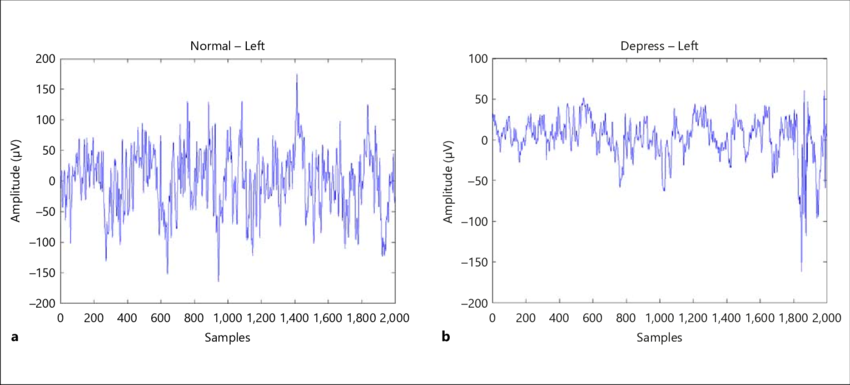 Normal – Left
200
150
100
50
0
–50
–100
–150
–200
Amplitude (µV)
0 200 400 600 800 1,000 1,200 1,400 1,600 1,800 2,000
Samples
a
Depress – Left
100
50
0
–50
–100
–150
–200
Amplitude (µV)
0 200 400 600 800 1,000 1,200 1,400 1,600 1,800 2,000
Samples
b